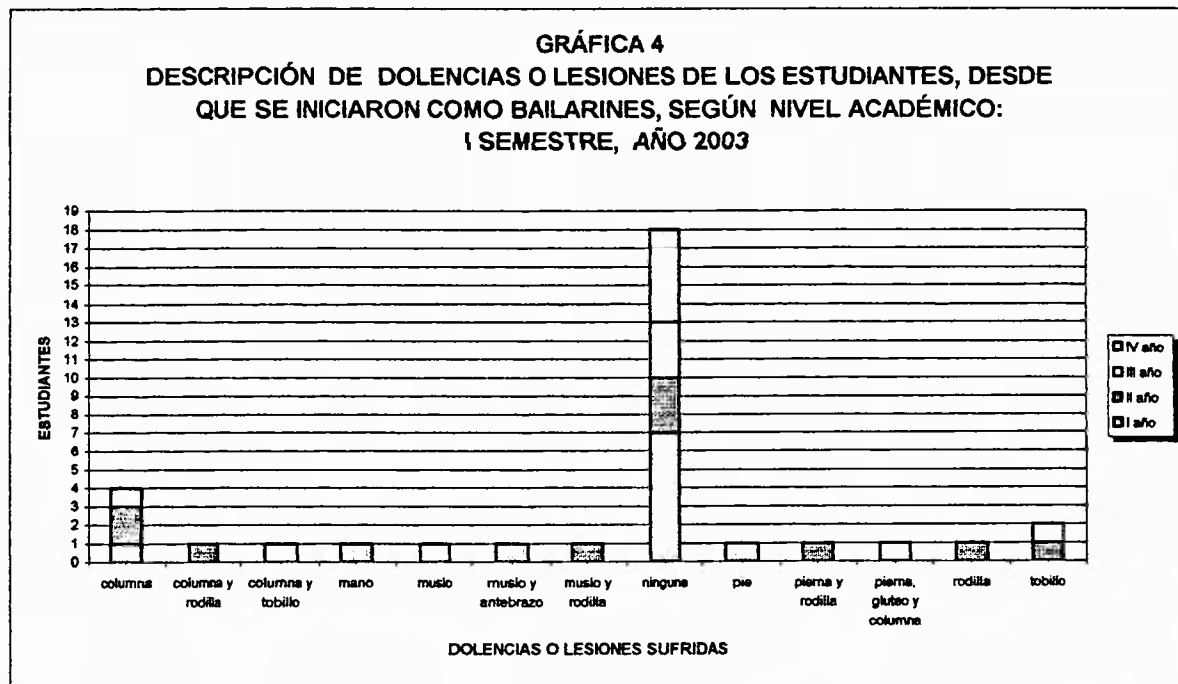 GRÁFICA 4
DESCRIPCIÓN DE DOLENCIAS O LESIONES DE LOS ESTUDIANTES, DESDE
QUE SE INICIARON COMO BAILARINES, SEGÚN NIVEL ACADÉMICO:
I SEMESTRE, AÑO 2003
ESTUDIANTES
19
18
17
16
15
14
13
12
11
10
9
8
7
6
5
4
3
2
1
0
columna
columna y
rodilla
columna y
tobillo
mano
muslo
muslo y
antebrazo
muslo y
rodilla
ninguna
pie
pierna y
rodilla
pierna,
gluteo y
columna
rodilla
tobillo
DOLENCIAS O LESIONES SUFRIDAS
IV año
III año
II año
I año